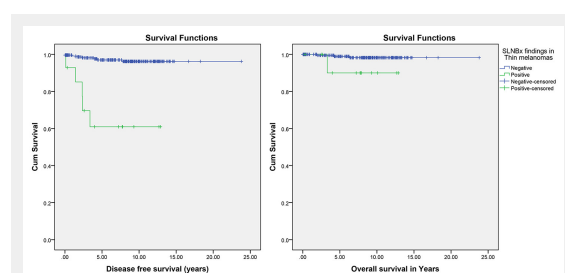 Survival Functions
Cum Survival
1.0
0.8
0.6
0.4
0.2
0.0
.00 5.00 10.00 15.00 20.00 25.00
Disease free survival (years)
Survival Functions
Cum Survival
1.0
0.8
0.6
0.4
0.2
0.0
.00 5.00 10.00 15.00 20.00 25.00
Overall survival in Years
SLNBx findings in
Thin melanomas
Negative
Positive
Negative-censored
Positive-censored